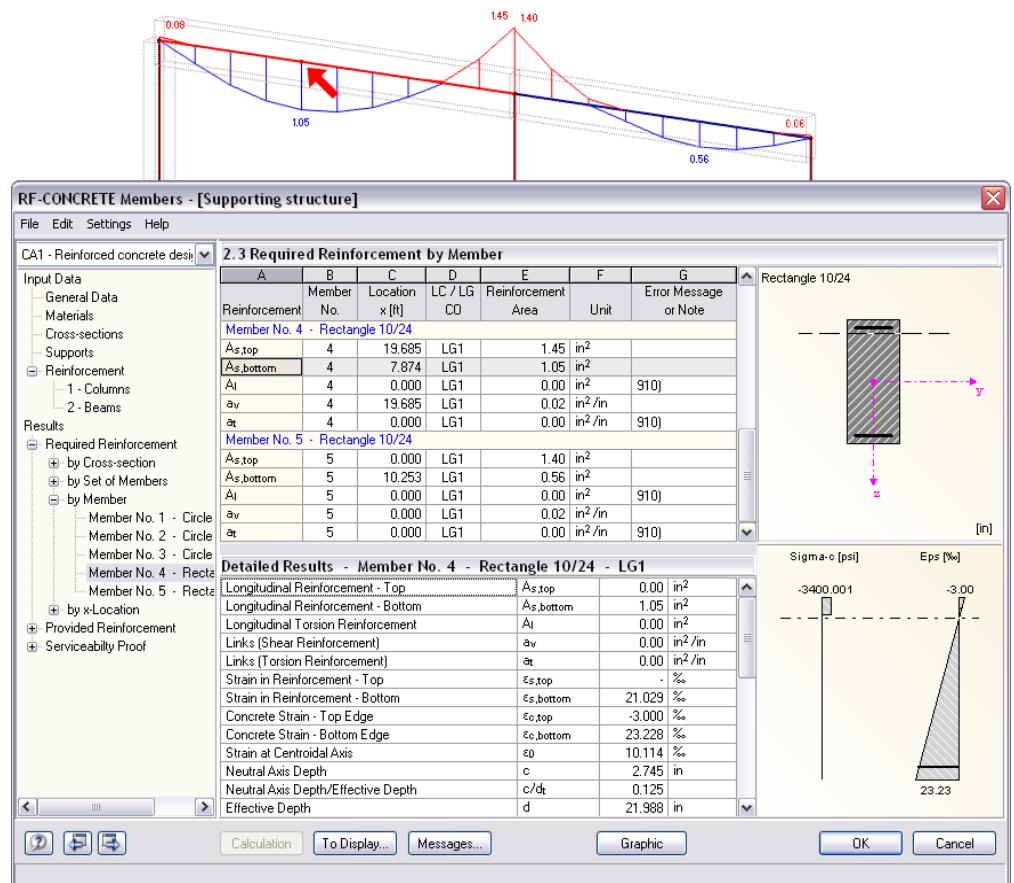 1.45 1.40
0.08
1.05
0.06
0.56
RF-CONCRETE Members - [Supporting structure]
File Edit Settings Help
CA1 - Reinforced concrete desi
Input Data
General Data
Materials
Cross-sections
Supports
Reinforcement
1 - Columns
2 - Beams
Results
Required Reinforcement
by Cross-section
by Set of Members
by Member
Member No. 1 - Circle
Member No. 2 - Circle
Member No. 3 - Circle
Member No. 4 - Recta
Member No. 5 - Recta
by x-Location
Provided Reinforcement
Serviceabilty Proof
2.3 Required Reinforcement by Member
A B C D E F G
Member Location LC / LG Reinforcement Error Message
Reinforcement No. x [ft] CO Area Unit or Note
Member No. 4 - Rectangle 10/24
As,top 4 19.685 LG1 1.45 in2
As,bottom 4 7.874 LG1 1.05 in2
Al 4 0.000 LG1 0.00 in2 910)
av 4 19.685 LG1 0.02 in2/in
at 4 0.000 LG1 0.00 in2/in 910)
Member No. 5 - Rectangle 10/24
As,top 5 0.000 LG1 1.40 in2
As,bottom 5 10.253 LG1 0.56 in2
Al 5 0.000 LG1 0.00 in2 910)
av 5 0.000 LG1 0.02 in2/in
at 5 0.000 LG1 0.00 in2/in 910)
Rectangle 10/24
y
z
[in]
Detailed Results - Member No. 4 - Rectangle 10/24 - LG1
Longitudinal Reinforcement - Top As,top 0.00 in2
Longitudinal Reinforcement - Bottom As,bottom 1.05 in2
Longitudinal Torsion Reinforcement Al 0.00 in2
Links (Shear Reinforcement) av 0.00 in2/in
Links (Torsion Reinforcement) at 0.00 in2/in
Strain in Reinforcement - Top εs,top - ‰
Strain in Reinforcement - Bottom εs,bottom 21.029 ‰
Concrete Strain - Top Edge εc,top -3.000 ‰
Concrete Strain - Bottom Edge εc,bottom 23.228 ‰
Strain at Centroidal Axis ε0 10.114 ‰
Neutral Axis Depth c 2.745 in
Neutral Axis Depth/Effective Depth c/dt 0.125
Effective Depth d 21.988 in
Sigma-c [psi] Eps [‰]
-3400.001 -3.00
23.23
Calculation To Display... Messages... Graphic OK Cancel